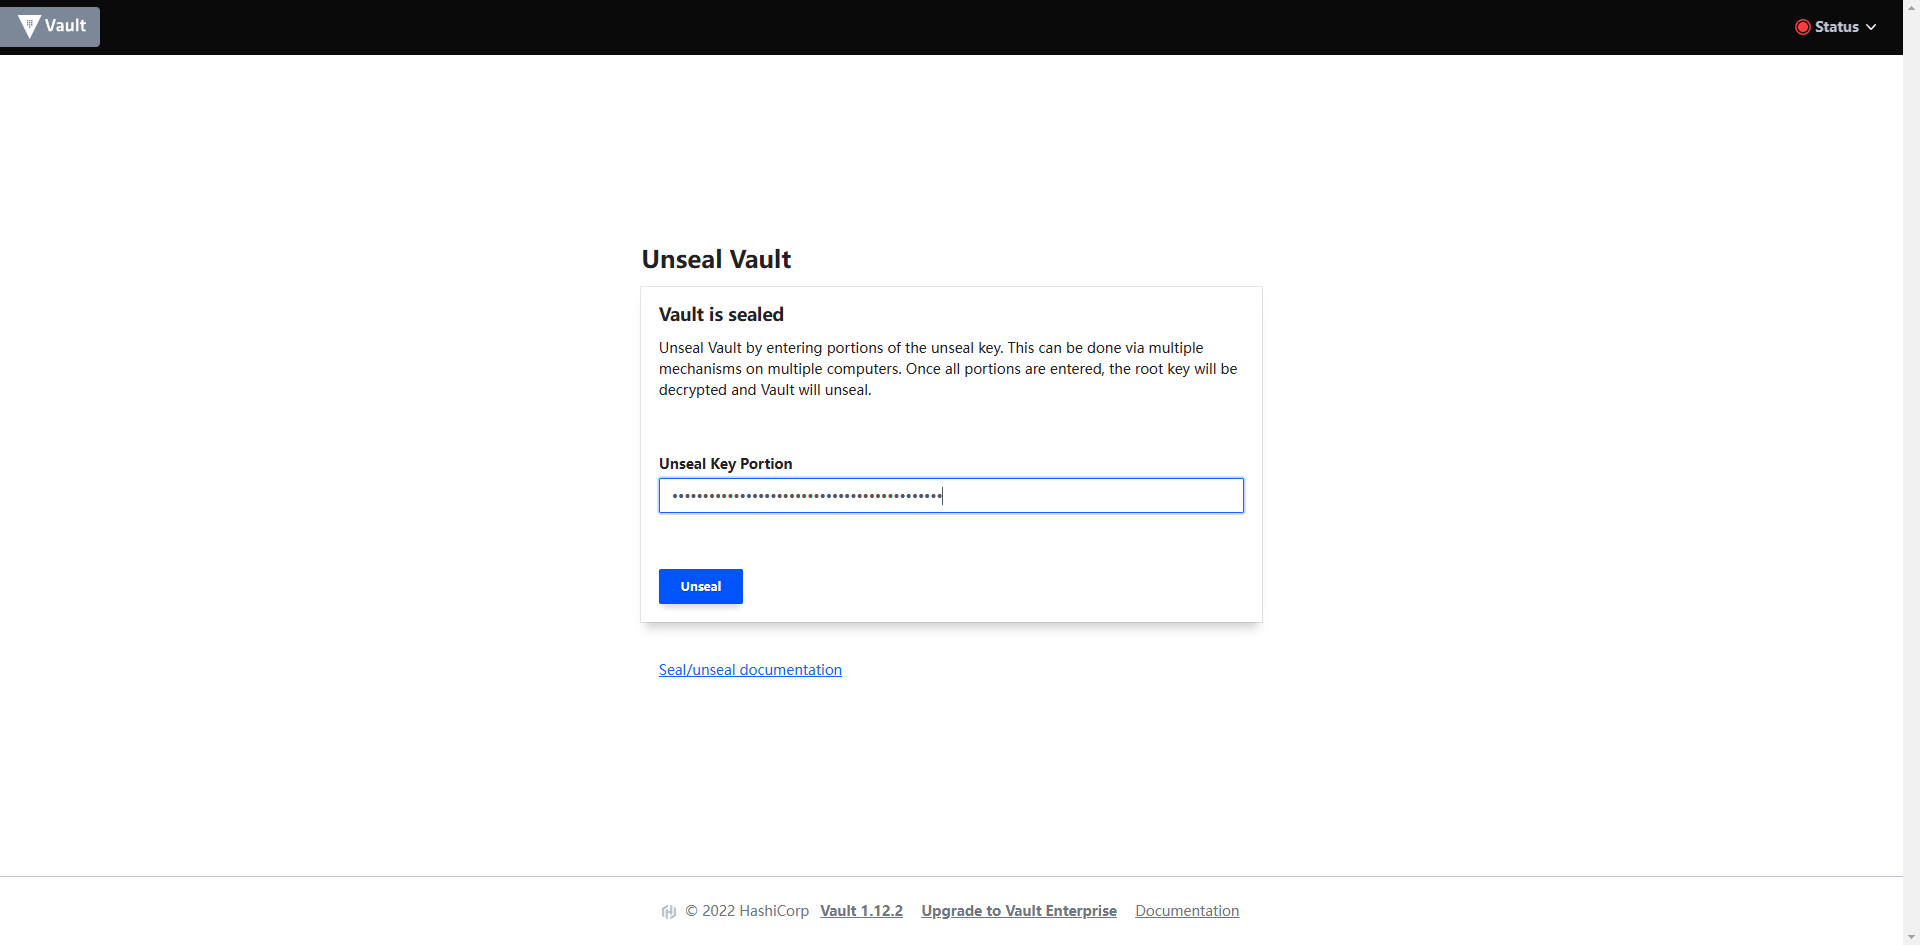 Vault
Status
Unseal Vault
Vault is sealed
Unseal Vault by entering portions of the unseal key. This can be done via multiple
mechanisms on multiple computers. Once all portions are entered, the root key will be
decrypted and Vault will unseal.
Unseal Key Portion
••••••••••••••••••••••••••••••••••••••••••••
Unseal
Seal/unseal documentation
© 2022 HashiCorp Vault 1.12.2 Upgrade to Vault Enterprise Documentation